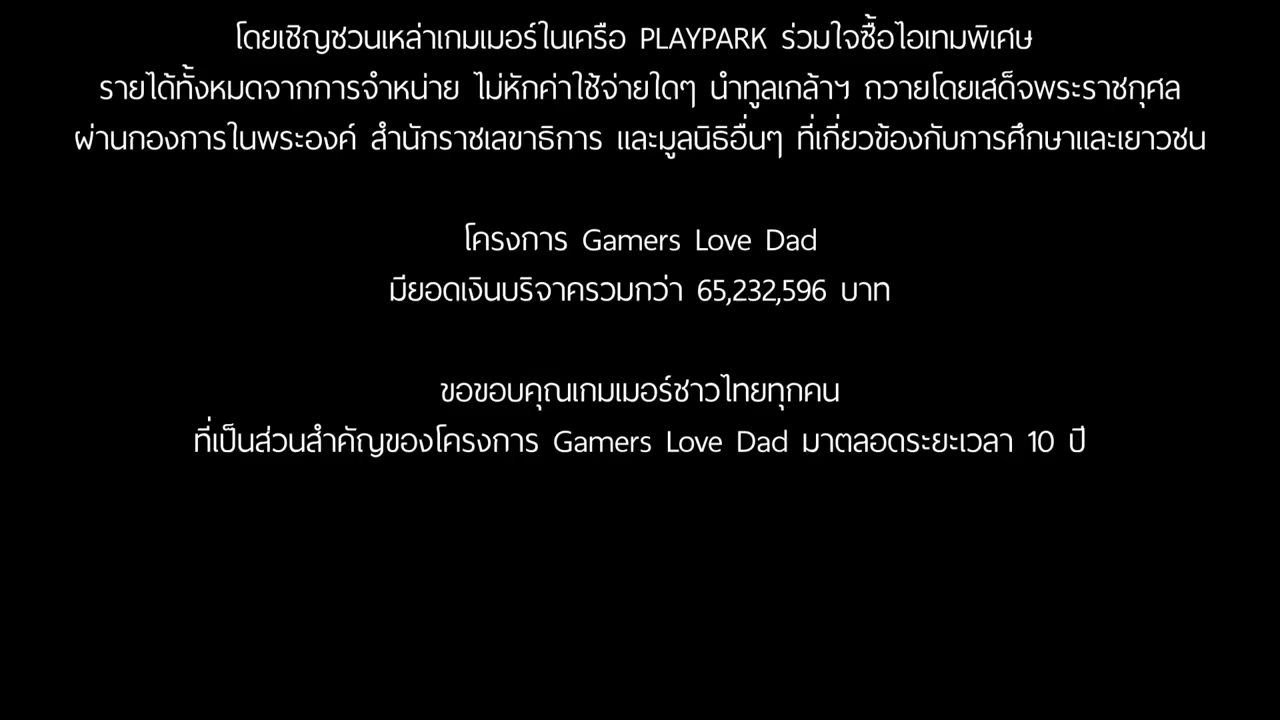 โดยเชิญชวนเหล่าเกมเมอร์ในเครือ PLAYPARK ร่วมใจซื้อไอเทมพิเศษ
รายได้ทั้งหมดจากการจำหน่าย ไม่หักค่าใช้จ่ายใดๆ นำทูลเกล้าฯ ถวายโดยเสด็จพระราชกุศล
ผ่านกองการในพระองค์ สำนักราชเลขาธิการ และมูลนิธิอื่นๆ ที่เกี่ยวข้องกับการศึกษาและเยาวชน
โครงการ Gamers Love Dad
มียอดเงินบริจาครวมกว่า 65,232,596 บาท
ขอขอบคุณเกมเมอร์ชาวไทยทุกคน
ที่เป็นส่วนสำคัญของโครงการ Gamers Love Dad มาตลอดระยะเวลา 10 ปี